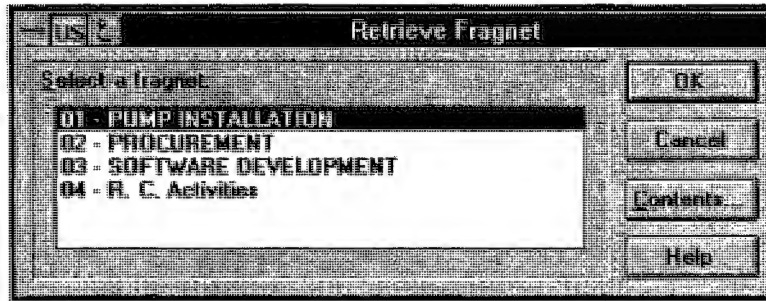 Retrieve Fragnet
Select a fragnet:
01 - PUMP INSTALLATION
02 - PROCUREMENT
03 - SOFTWARE DEVELOPMENT
04 - R. C. Activities
OK
Cancel
Contents...
Help